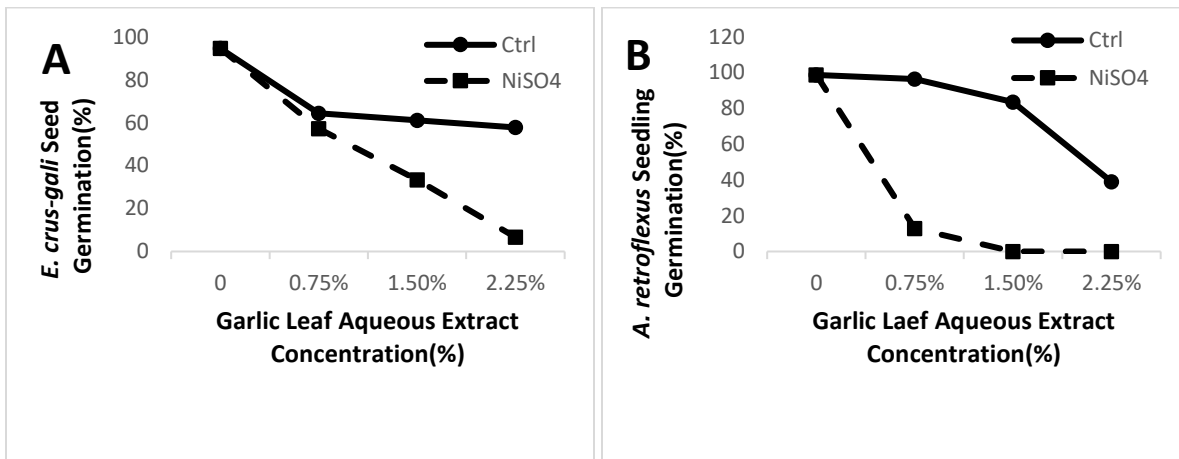 A
E. crus-gali Seed
Germination(%)
100
80
60
40
20
0
Ctrl
NiSO4
0 0.75% 1.50% 2.25%
Garlic Leaf Aqueous Extract
Concentration(%)
B
A. retroflexus Seedling
Germination(%)
120
100
80
60
40
20
0
Ctrl
NiSO4
0 0.75% 1.50% 2.25%
Garlic Laef Aqueous Extract
Concentration(%)